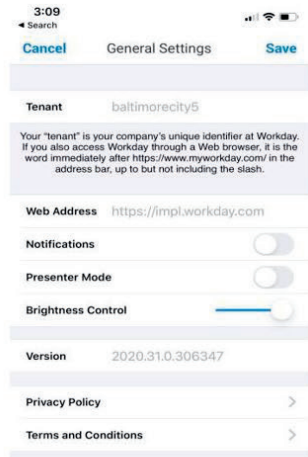 3:09
◀ Search
Cancel General Settings Save
Tenant baltimorecity5
Your "tenant" is your company's unique identifier at Workday.
If you also access Workday through a Web browser, it is the
word immediately after https://www.myworkday.com/ in the
address bar, up to but not including the slash.
Web Address https://impl.workday.com
Notifications
Presenter Mode
Brightness Control
Version 2020.31.0.306347
Privacy Policy
Terms and Conditions